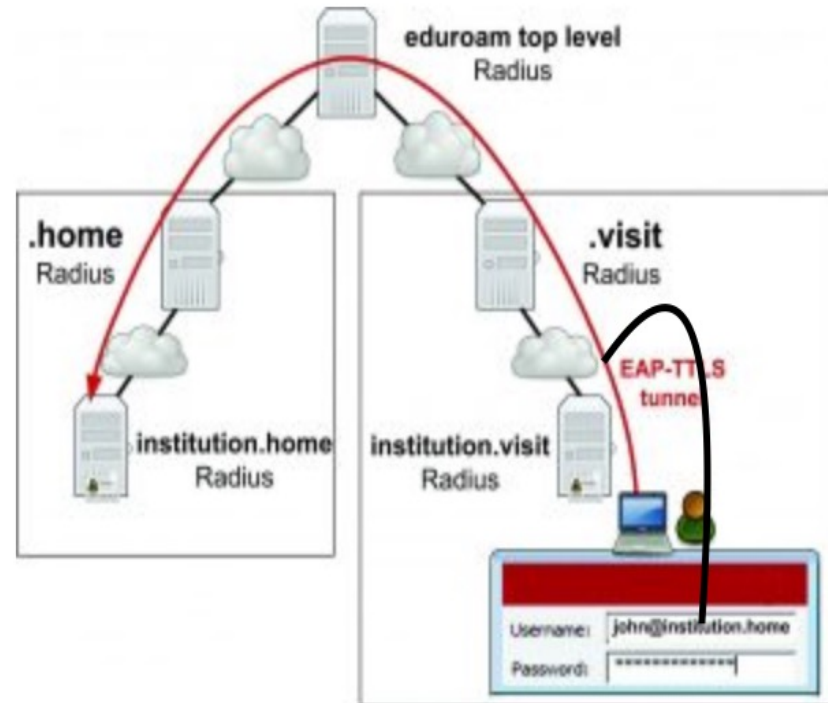 eduroam top level
Radius
.home
Radius
.visit
Radius
EAP-TTLS
tunnel
institution.home
Radius
institution.visit
Radius
Username: john@institution.home
Password: *************